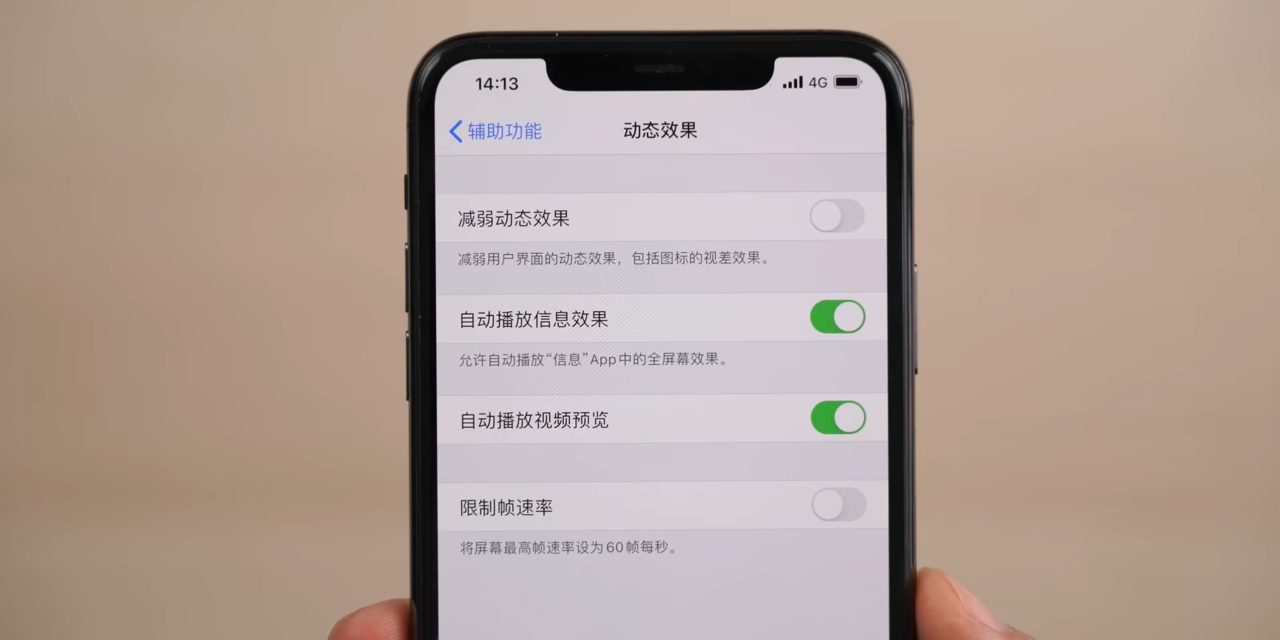 14:13
4G
辅助功能
动态效果
减弱动态效果
减弱用户界面的动态效果，包括图标的视差效果。
自动播放信息效果
允许自动播放“信息”App中的全屏幕效果。
自动播放视频预览
限制帧速率
将屏幕最高帧速率设为60帧每秒。